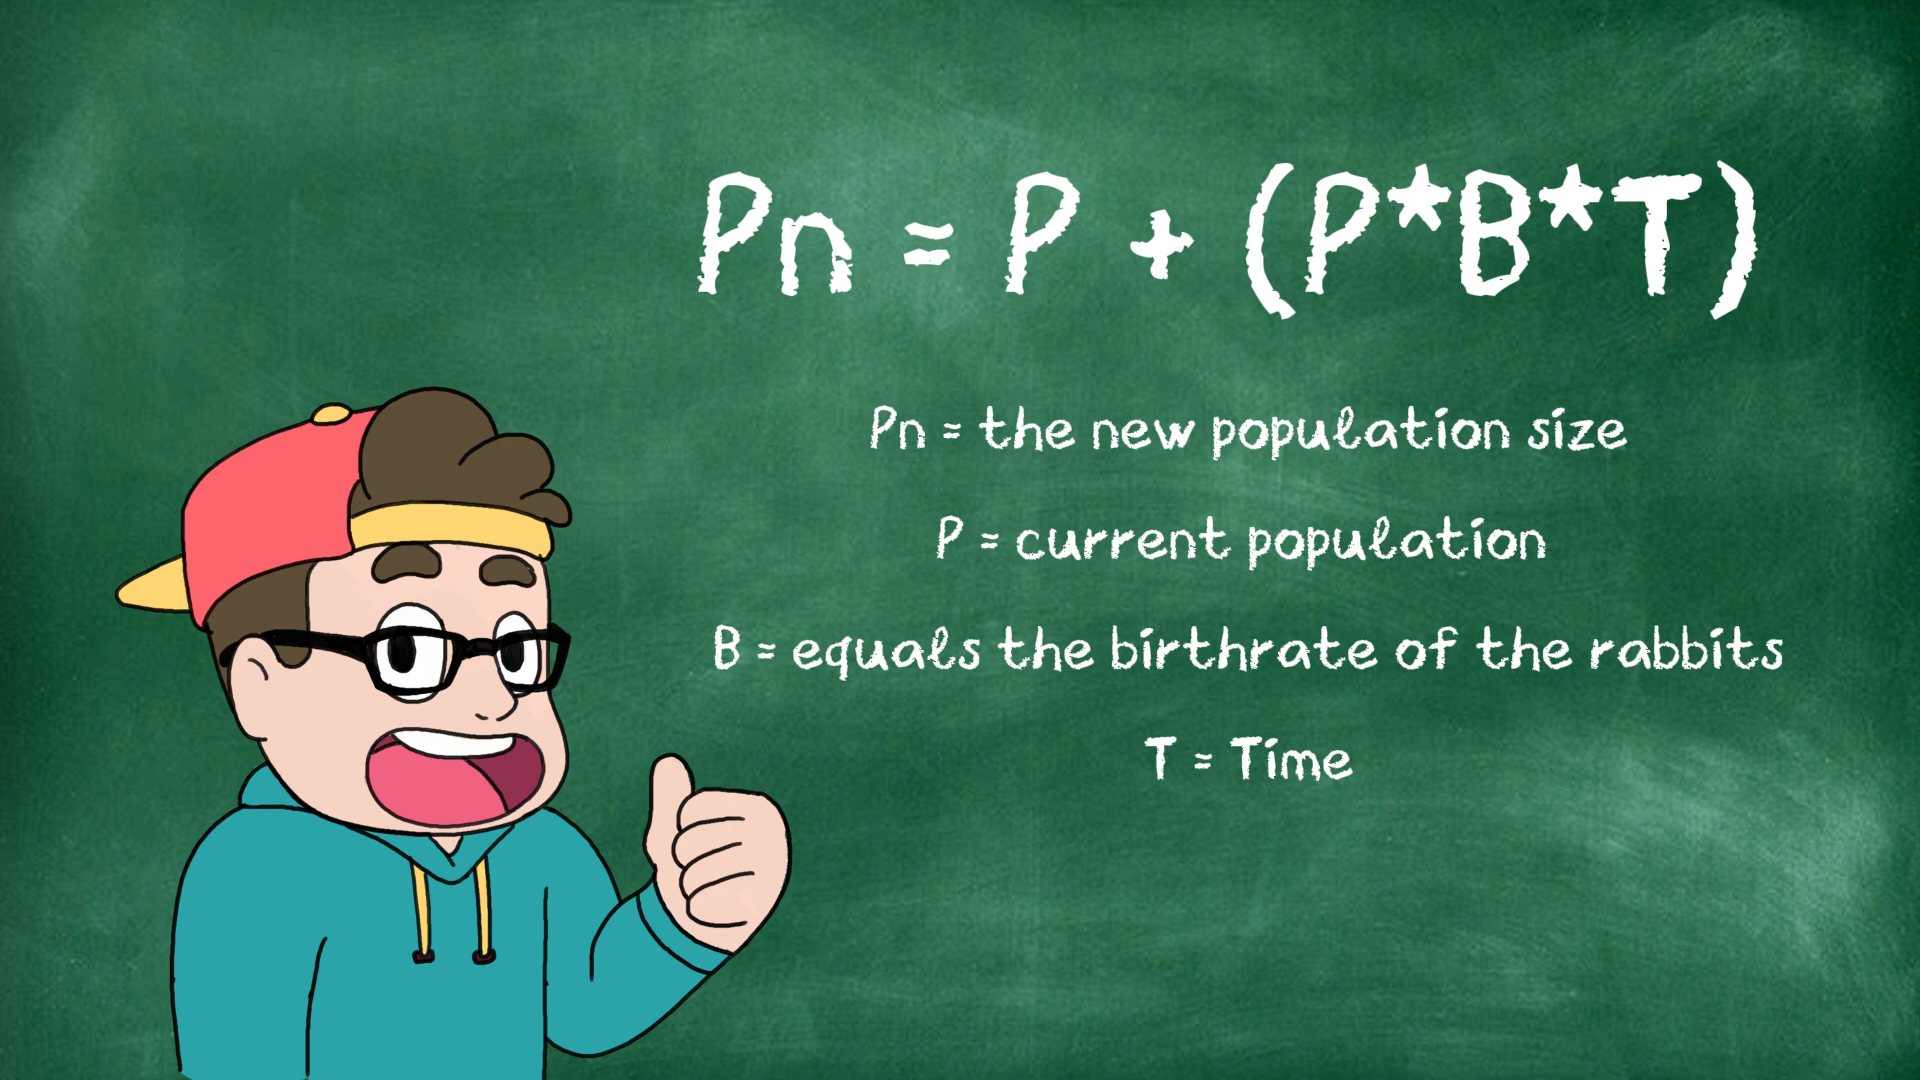 Pn = P + (P*B*T)
Pn = the new population size
P = current population
B = equals the birthrate of the rabbits
T = Time